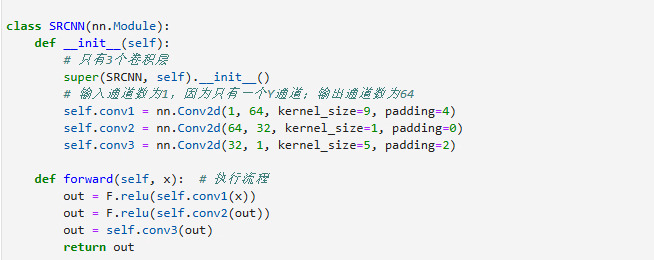 class SRCNN(nn.Module):
    def __init__(self):
        # 只有3个卷积层
        super(SRCNN, self).__init__()
        # 输入通道数为1，因为只有一个Y通道；输出通道数为64
        self.conv1 = nn.Conv2d(1, 64, kernel_size=9, padding=4)
        self.conv2 = nn.Conv2d(64, 32, kernel_size=1, padding=0)
        self.conv3 = nn.Conv2d(32, 1, kernel_size=5, padding=2)
    def forward(self, x):  # 执行流程
        out = F.relu(self.conv1(x))
        out = F.relu(self.conv2(out))
        out = self.conv3(out)
        return out